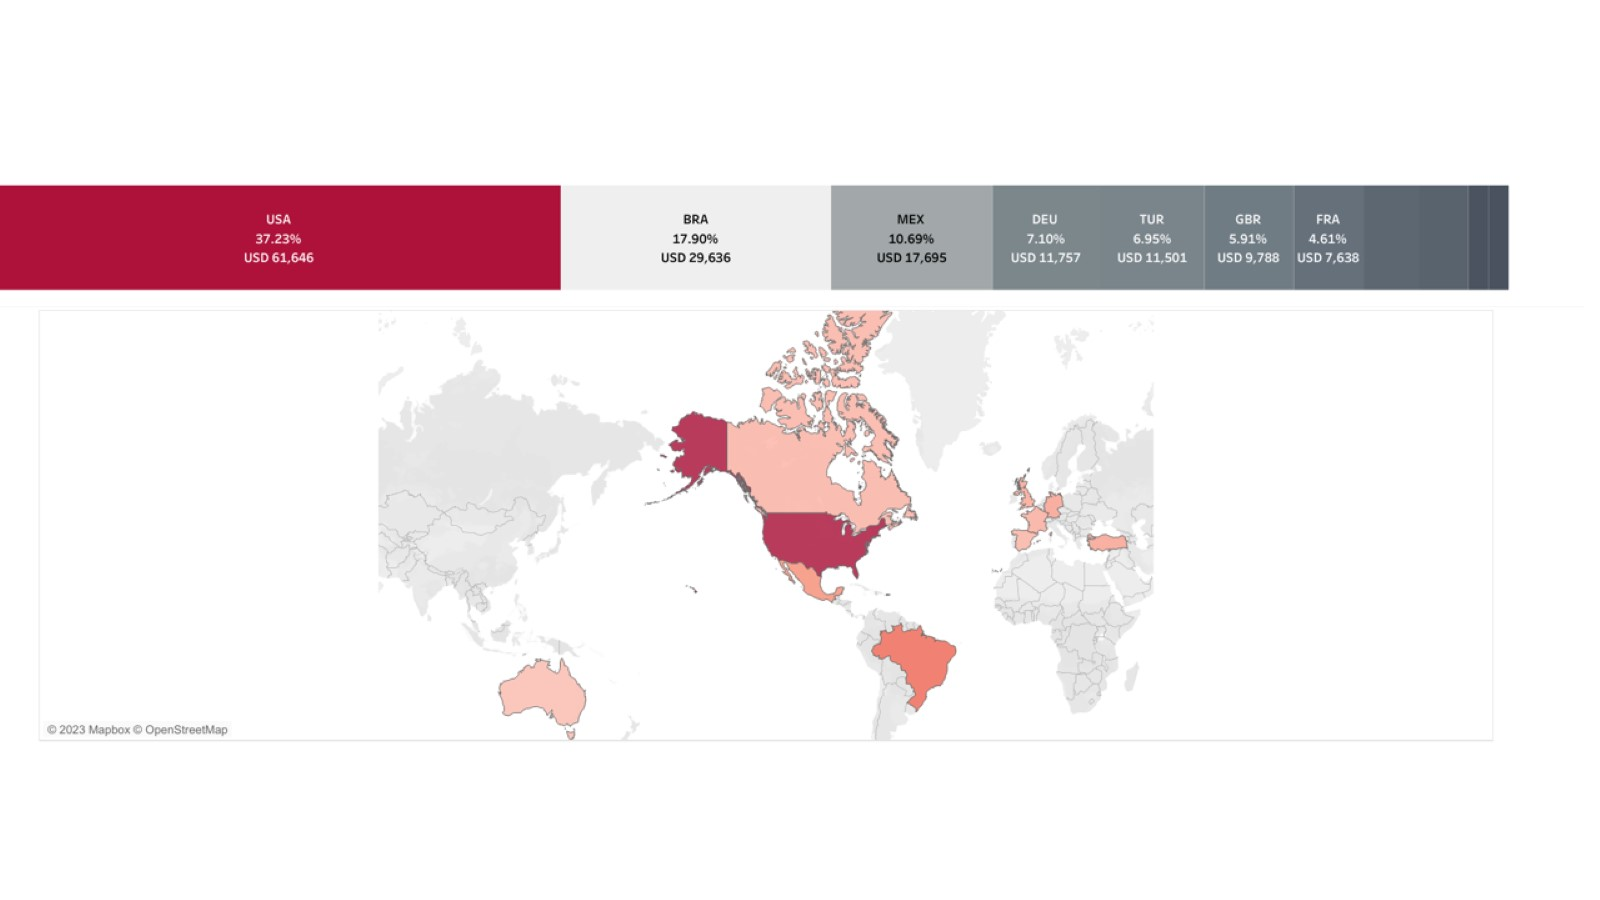 USA
37.23%
USD 61,646
BRA
17.90%
USD 29,636
MEX
10.69%
USD 17,695
DEU
7.10%
USD 11,757
TUR
6.95%
USD 11,501
GBR
5.91%
USD 9,788
FRA
4.61%
USD 7,638
© 2023 Mapbox © OpenStreetMap